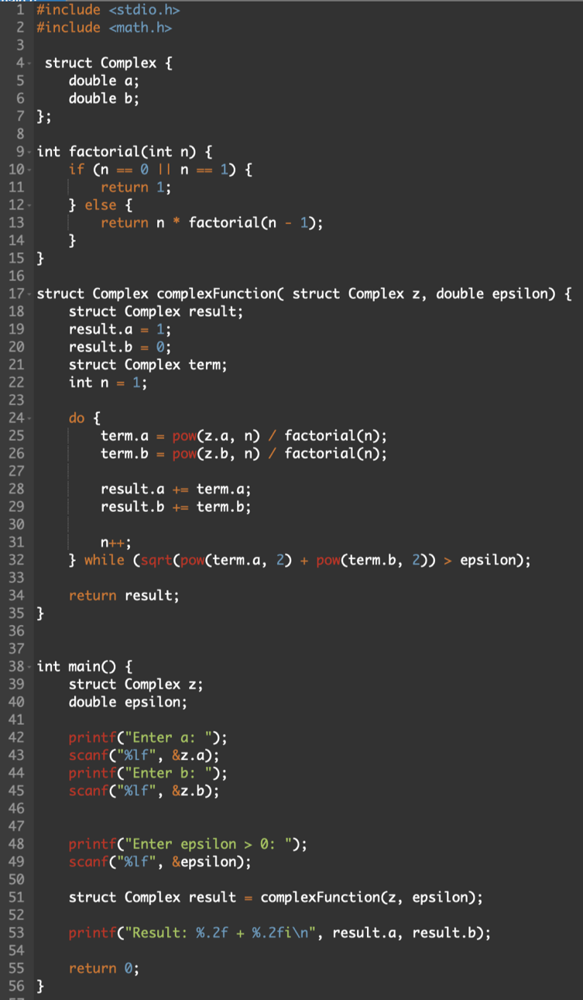 1 #include <stdio.h>
2 #include <math.h>
3
4 struct Complex {
5 double a;
6 double b;
7 };
8
9 int factorial(int n) {
10 if (n == 0 || n == 1) {
11 return 1;
12 } else {
13 return n * factorial(n - 1);
14 }
15 }
16
17 struct Complex complexFunction( struct Complex z, double epsilon) {
18 struct Complex result;
19 result.a = 1;
20 result.b = 0;
21 struct Complex term;
22 int n = 1;
23
24 do {
25 term.a = pow(z.a, n) / factorial(n);
26 term.b = pow(z.b, n) / factorial(n);
27
28 result.a += term.a;
29 result.b += term.b;
30
31 n++;
32 } while (sqrt(pow(term.a, 2) + pow(term.b, 2)) > epsilon);
33
34 return result;
35 }
36
37
38 int main() {
39 struct Complex z;
40 double epsilon;
41
42 printf("Enter a: ");
43 scanf("%lf", &z.a);
44 printf("Enter b: ");
45 scanf("%lf", &z.b);
46
47
48 printf("Enter epsilon > 0: ");
49 scanf("%lf", &epsilon);
50
51 struct Complex result = complexFunction(z, epsilon);
52
53 printf("Result: %.2f + %.2fi\n", result.a, result.b);
54
55 return 0;
56 }